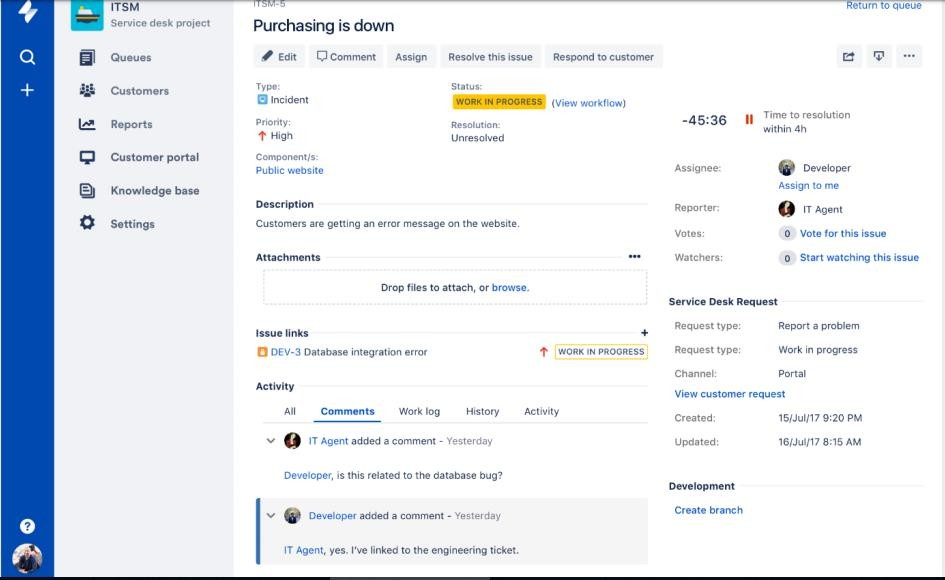 ITSM
Service desk project
Queues
Customers
Reports
Customer portal
Knowledge base
Settings
ITSM-5
Return to queue
Purchasing is down
Edit Comment Assign Resolve this issue Respond to customer
Type:
Incident
Priority:
High
Component/s:
Public website
Status:
WORK IN PROGRESS (View workflow)
Resolution:
Unresolved
Description
Customers are getting an error message on the website.
Attachments
Drop files to attach, or browse.
Issue links
DEV-3 Database integration error WORK IN PROGRESS
Activity
All Comments Work log History Activity
IT Agent added a comment - Yesterday
Developer, is this related to the database bug?
Developer added a comment - Yesterday
IT Agent, yes. I've linked to the engineering ticket.
-45:36 Time to resolution
within 4h
Assignee: Developer
Assign to me
Reporter: IT Agent
Votes: 0 Vote for this issue
Watchers: 0 Start watching this issue
Service Desk Request
Request type: Report a problem
Request type: Work in progress
Channel: Portal
View customer request
Created: 15/Jul/17 9:20 PM
Updated: 16/Jul/17 8:15 AM
Development
Create branch